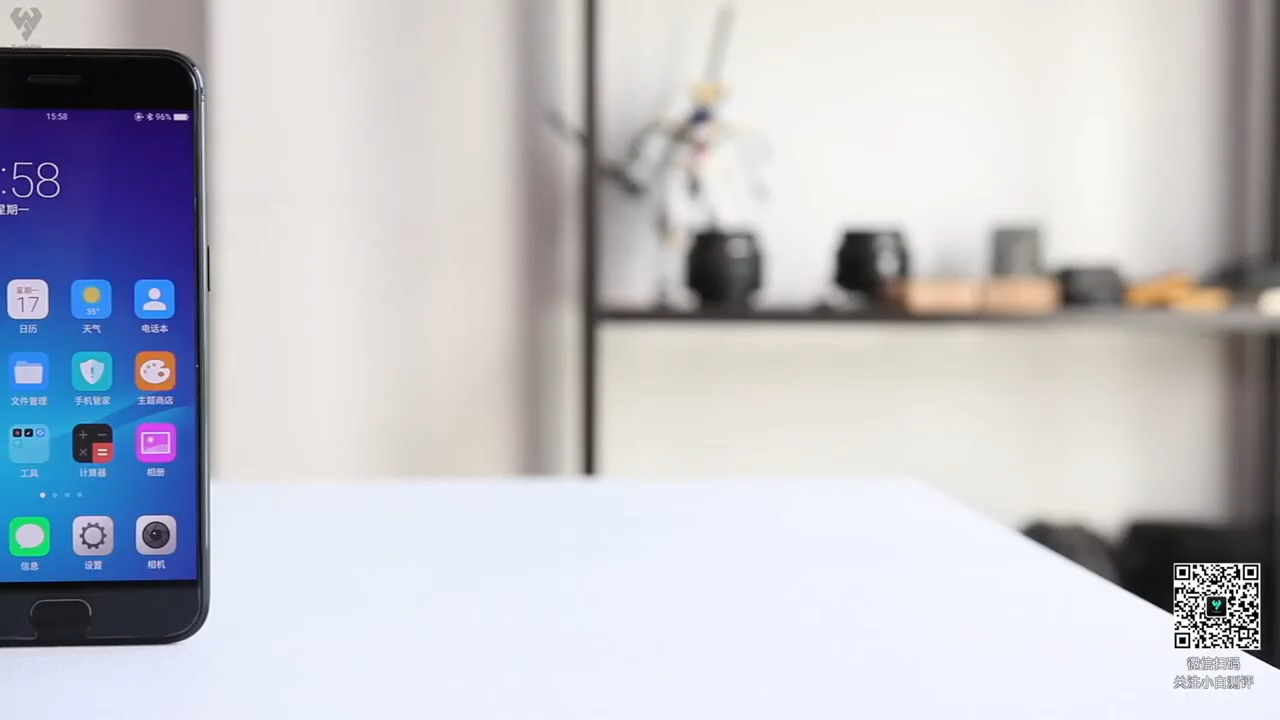 15:58
96%
:58
星期一
星期一
17
日历
35°
天气
电话本
文件管理
手机管家
主题商店
工具
计算器
相册
信息
设置
相机
微信扫码
关注小白测评